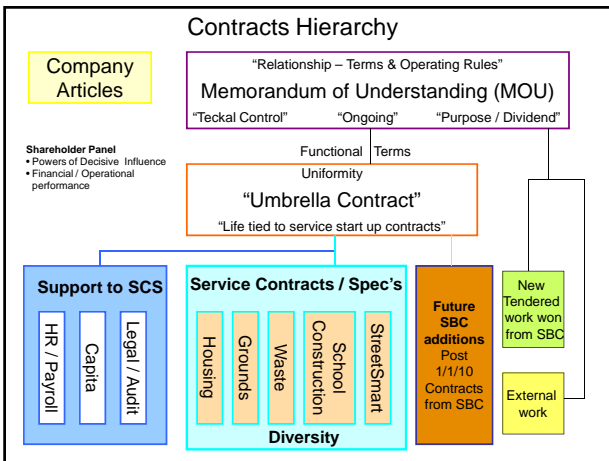 Contracts Hierarchy
Company
Articles
“Relationship – Terms & Operating Rules”
Memorandum of Understanding (MOU)
“Teckal Control” “Ongoing” “Purpose / Dividend”
Shareholder Panel
• Powers of Decisive Influence
• Financial / Operational
performance
Functional Terms
Uniformity
“Umbrella Contract”
“Life tied to service start up contracts”
Support to SCS
HR / Payroll
Capita
Legal / Audit
Service Contracts / Spec’s
Housing
Grounds
Waste
School
Construction
StreetSmart
Diversity
Future
SBC
additions
Post
1/1/10
Contracts
from SBC
New
Tendered
work won
from SBC
External
work